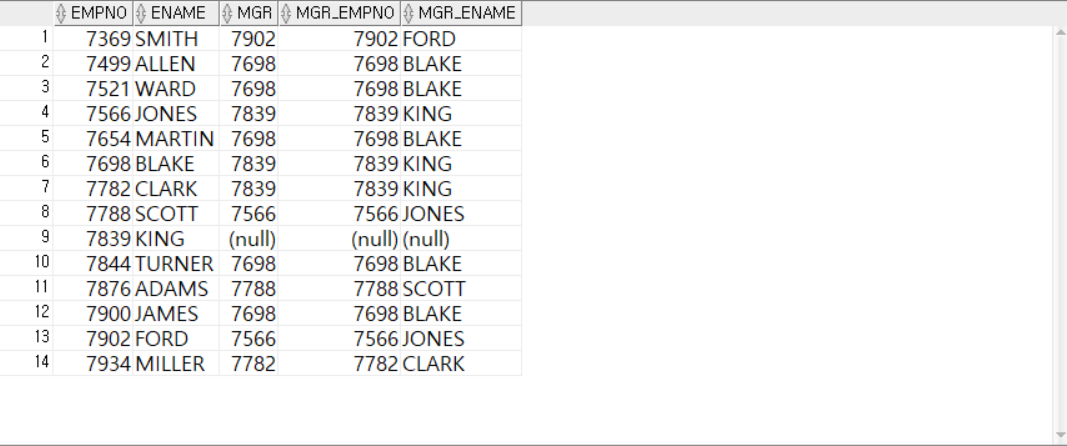 EMPNO ENAME MGR MGR_EMPNO MGR_ENAME
1 7369 SMITH 7902 7902 FORD
2 7499 ALLEN 7698 7698 BLAKE
3 7521 WARD 7698 7698 BLAKE
4 7566 JONES 7839 7839 KING
5 7654 MARTIN 7698 7698 BLAKE
6 7698 BLAKE 7839 7839 KING
7 7782 CLARK 7839 7839 KING
8 7788 SCOTT 7566 7566 JONES
9 7839 KING (null) (null) (null)
10 7844 TURNER 7698 7698 BLAKE
11 7876 ADAMS 7788 7788 SCOTT
12 7900 JAMES 7698 7698 BLAKE
13 7902 FORD 7566 7566 JONES
14 7934 MILLER 7782 7782 CLARK